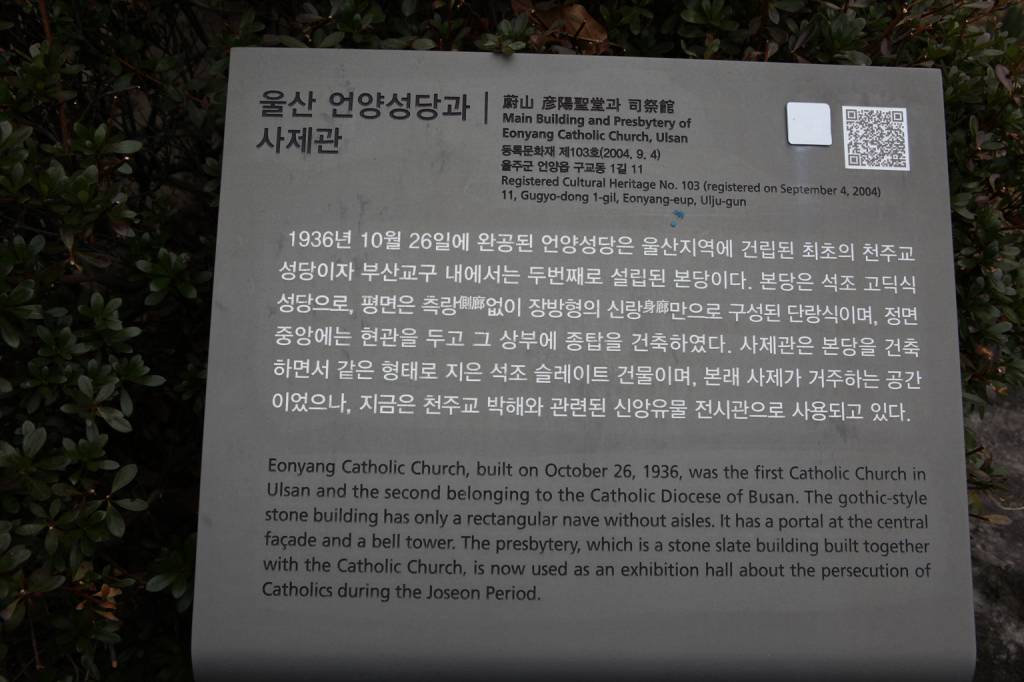 울산 언양성당과
사제관
蔚山 彦陽聖堂과 司祭館
Main Building and Presbytery of
Eonyang Catholic Church, Ulsan
등록문화재 제103호(2004. 9. 4)
울주군 언양읍 구교동 1길 11
Registered Cultural Heritage No. 103 (registered on September 4, 2004)
11, Gugyo-dong 1-gil, Eonyang-eup, Ulju-gun
1936년 10월 26일에 완공된 언양성당은 울산지역에 건립된 최초의 천주교
성당이자 부산교구 내에서는 두번째로 설립된 본당이다. 본당은 석조 고딕식
성당으로, 평면은 측랑側廊없이 장방형의 신랑身廊만으로 구성된 단랑식이며, 정면
중앙에는 현관을 두고 그 상부에 종탑을 건축하였다. 사제관은 본당을 건축
하면서 같은 형태로 지은 석조 슬레이트 건물이며, 본래 사제가 거주하는 공간
이었으나, 지금은 천주교 박해와 관련된 신앙유물 전시관으로 사용되고 있다.
Eonyang Catholic Church, built on October 26, 1936, was the first Catholic Church in
Ulsan and the second belonging to the Catholic Diocese of Busan. The gothic-style
stone building has only a rectangular nave without aisles. It has a portal at the central
façade and a bell tower. The presbytery, which is a stone slate building built together
with the Catholic Church, is now used as an exhibition hall about the persecution of
Catholics during the Joseon Period.